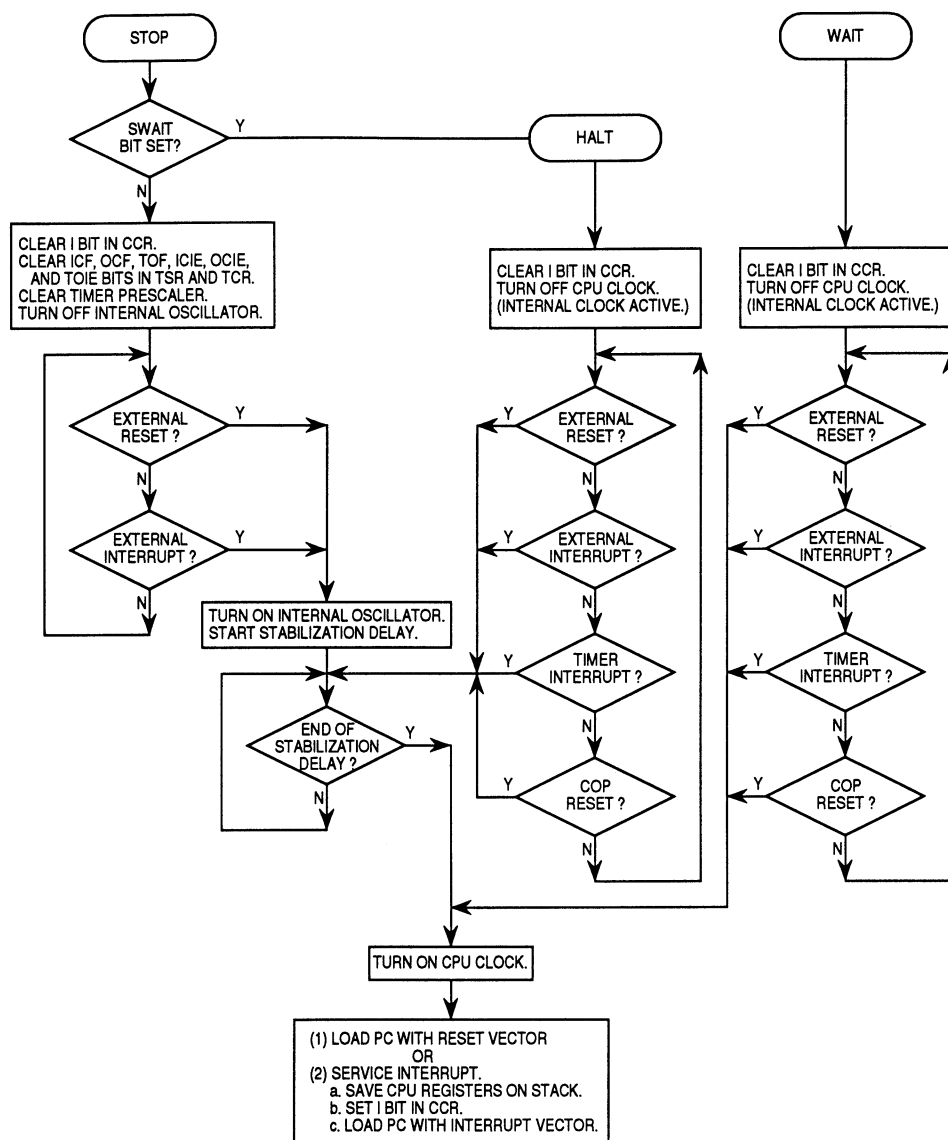 STOP
SWAIT
BIT SET?
Y
N
CLEAR I BIT IN CCR.
CLEAR ICF, OCF, TOF, ICIE, OCIE,
AND TOIE BITS IN TSR AND TCR.
CLEAR TIMER PRESCALER.
TURN OFF INTERNAL OSCILLATOR.
EXTERNAL
RESET ?
Y
N
EXTERNAL
INTERRUPT ?
Y
N
TURN ON INTERNAL OSCILLATOR.
START STABILIZATION DELAY.
END OF
STABILIZATION
DELAY ?
Y
N
HALT
CLEAR I BIT IN CCR.
TURN OFF CPU CLOCK.
(INTERNAL CLOCK ACTIVE.)
EXTERNAL
RESET ?
Y
N
EXTERNAL
INTERRUPT ?
Y
N
TIMER
INTERRUPT ?
Y
N
COP
RESET ?
Y
N
WAIT
CLEAR I BIT IN CCR.
TURN OFF CPU CLOCK.
(INTERNAL CLOCK ACTIVE.)
EXTERNAL
RESET ?
Y
N
EXTERNAL
INTERRUPT ?
Y
N
TIMER
INTERRUPT ?
Y
N
COP
RESET ?
Y
N
TURN ON CPU CLOCK.
(1) LOAD PC WITH RESET VECTOR
OR
(2) SERVICE INTERRUPT.
a. SAVE CPU REGISTERS ON STACK.
b. SET I BIT IN CCR.
c. LOAD PC WITH INTERRUPT VECTOR.